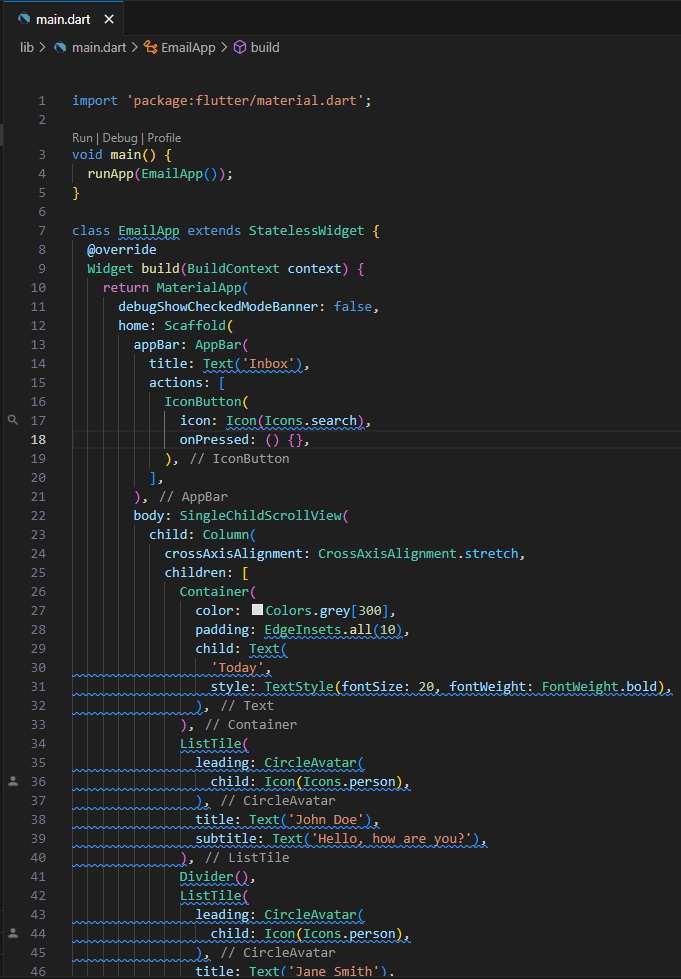 main.dart
lib > main.dart > EmailApp > build
1 import 'package:flutter/material.dart';
2
Run | Debug | Profile
3 void main() {
4 runApp(EmailApp());
5 }
6
7 class EmailApp extends StatelessWidget {
8 @override
9 Widget build(BuildContext context) {
10 return MaterialApp(
11 debugShowCheckedModeBanner: false,
12 home: Scaffold(
13 appBar: AppBar(
14 title: Text('Inbox'),
15 actions: [
16 IconButton(
17 icon: Icon(Icons.search),
18 onPressed: () {},
19 ), // IconButton
20 ],
21 ), // AppBar
22 body: SingleChildScrollView(
23 child: Column(
24 crossAxisAlignment: CrossAxisAlignment.stretch,
25 children: [
26 Container(
27 color: Colors.grey[300],
28 padding: EdgeInsets.all(10),
29 child: Text(
30 'Today',
31 style: TextStyle(fontSize: 20, fontWeight: FontWeight.bold),
32 ), // Text
33 ), // Container
34 ListTile(
35 leading: CircleAvatar(
36 child: Icon(Icons.person),
37 ), // CircleAvatar
38 title: Text('John Doe'),
39 subtitle: Text('Hello, how are you?'),
40 ), // ListTile
41 Divider(),
42 ListTile(
43 leading: CircleAvatar(
44 child: Icon(Icons.person),
45 ), // CircleAvatar
46 title: Text('Jane Smith'),